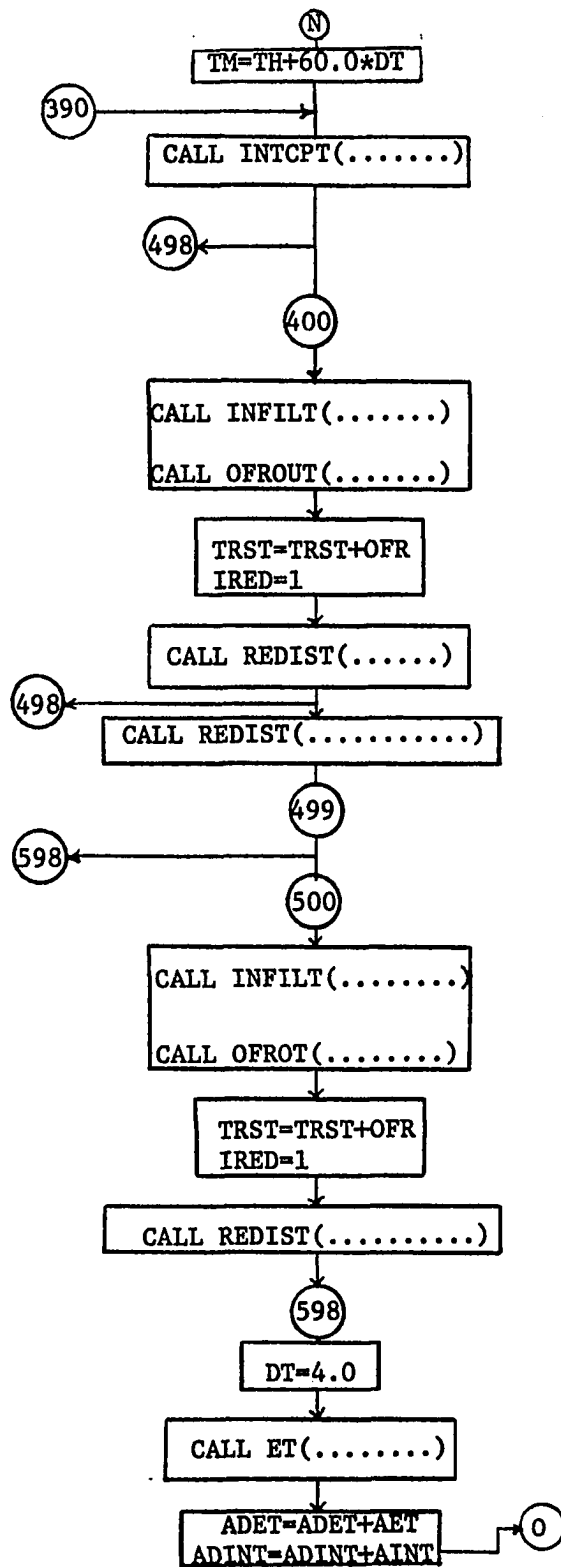 N
TM=TH+60.0*DT
390
CALL INTCPT(.......)
498
400
CALL INFILT(.......)
CALL OFROUT(.......)
TRST=TRST+OFR
IRED=1
CALL REDIST(......)
498
CALL REDIST(...........)
499
598
500
CALL INFILT(........)
CALL OFROT(........)
TRST=TRST+OFR
IRED=1
CALL REDIST(..........)
598
DT=4.0
CALL ET(........)
ADET=ADET+AET
ADINT=ADINT+AINT
O